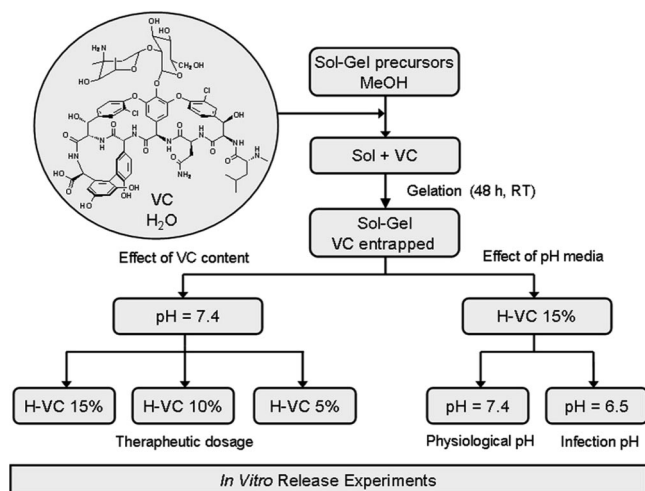 H₂N
HO
OH
HO
O
O
O
CH₂OH
OH
O
O
Cl
Cl
HO
OH
O
O
O
O
N
H
H
N
N
H
H
N
N
H
H
N
NH
HO
O
O
O
NH₂
OH
OH
HO
VC
H₂O
Sol-Gel precursors
MeOH
Sol + VC
Gelation (48 h, RT)
Sol-Gel
VC entrapped
Effect of VC content
Effect of pH media
pH = 7.4
H-VC 15%
H-VC 15%
H-VC 10%
H-VC 5%
pH = 7.4
pH = 6.5
Therapheutic dosage
Physiological pH
Infection pH
In Vitro Release Experiments